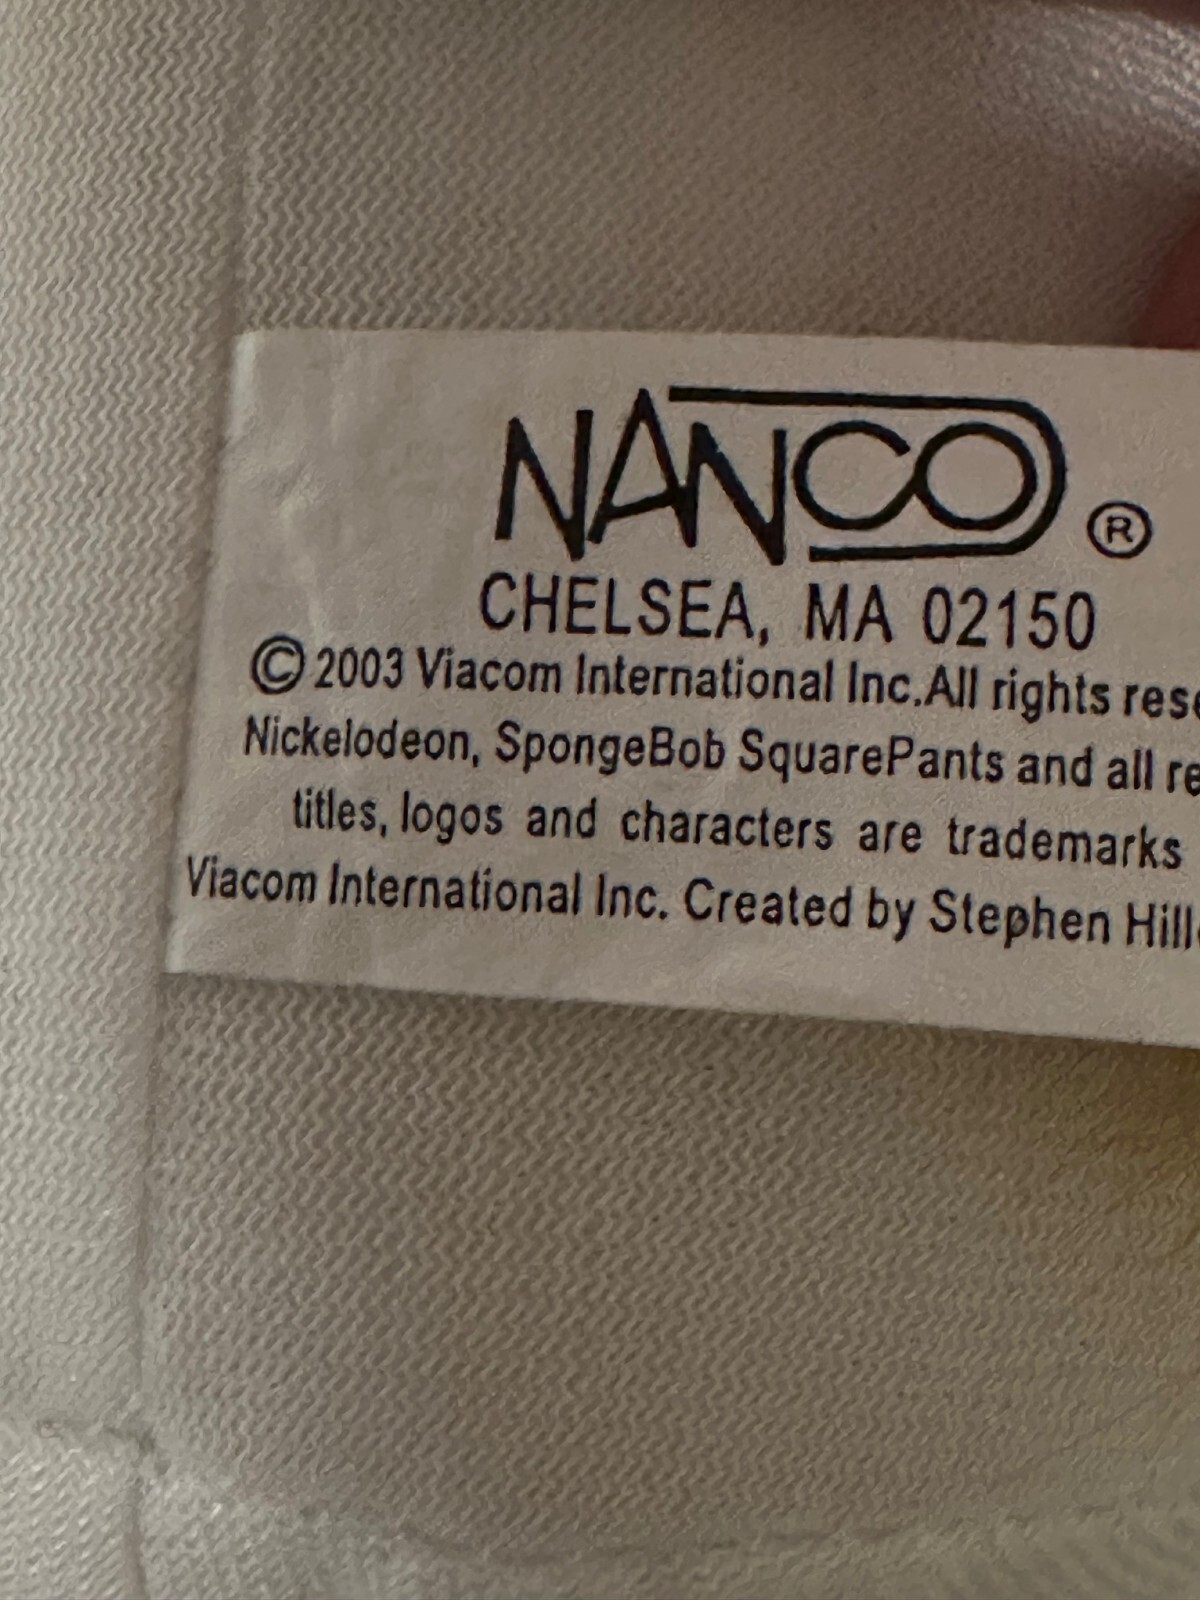 NANCO ®
CHELSEA, MA 02150
© 2003 Viacom International Inc.All rights
Nickelodeon, SpongeBob SquarePants and all
titles, logos and characters are trademarks
Viacom International Inc. Created by Stephen